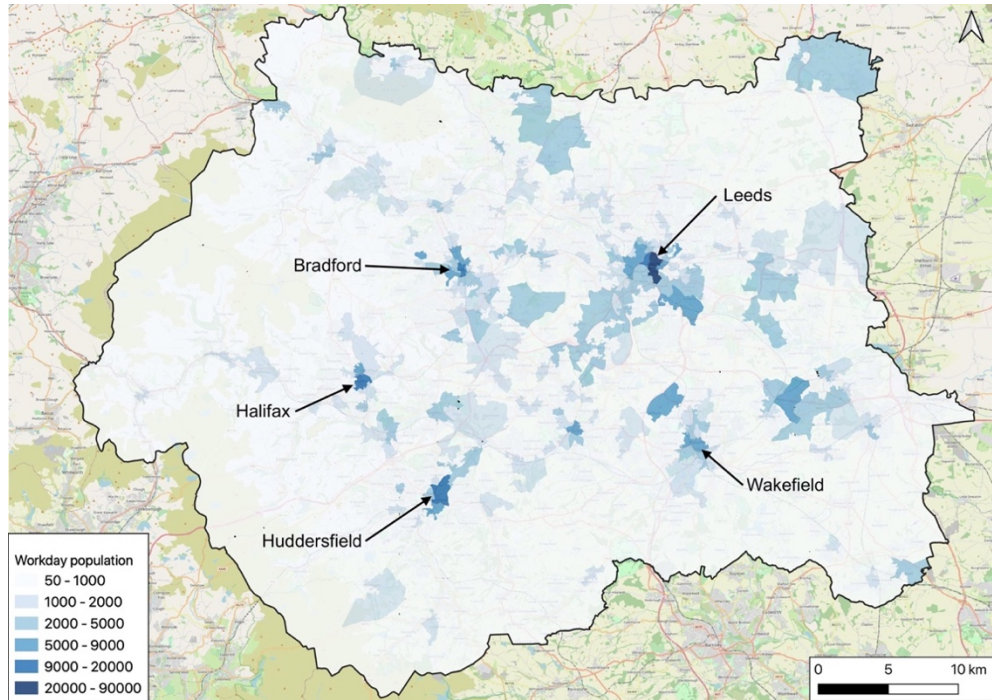 Leeds
Bradford
Halifax
Wakefield
Huddersfield
Workday population
50 - 1000
1000 - 2000
2000 - 5000
5000 - 9000
9000 - 20000
20000 - 90000
0 5 10 km